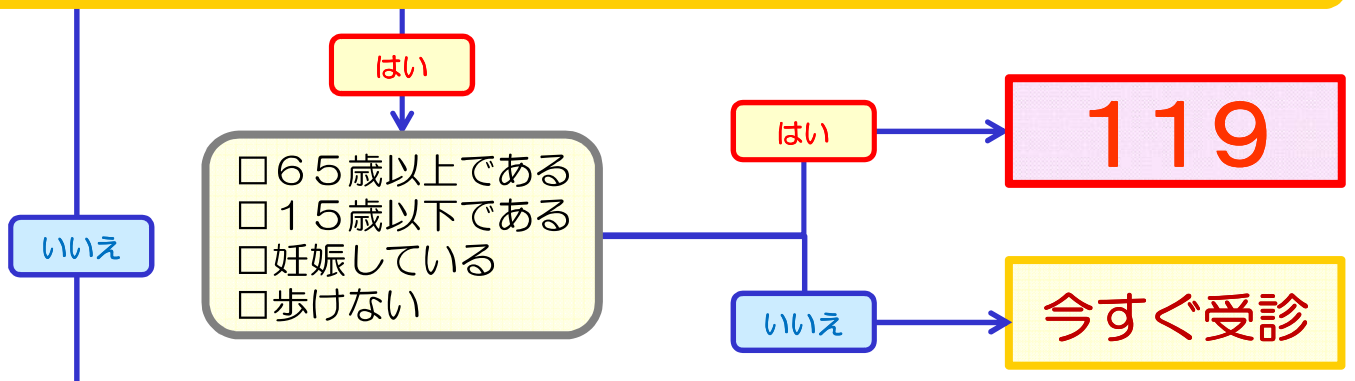 はい
はい
119
□65歳以上である
□15歳以下である
□妊娠している
□歩けない
いいえ
いいえ
今すぐ受診